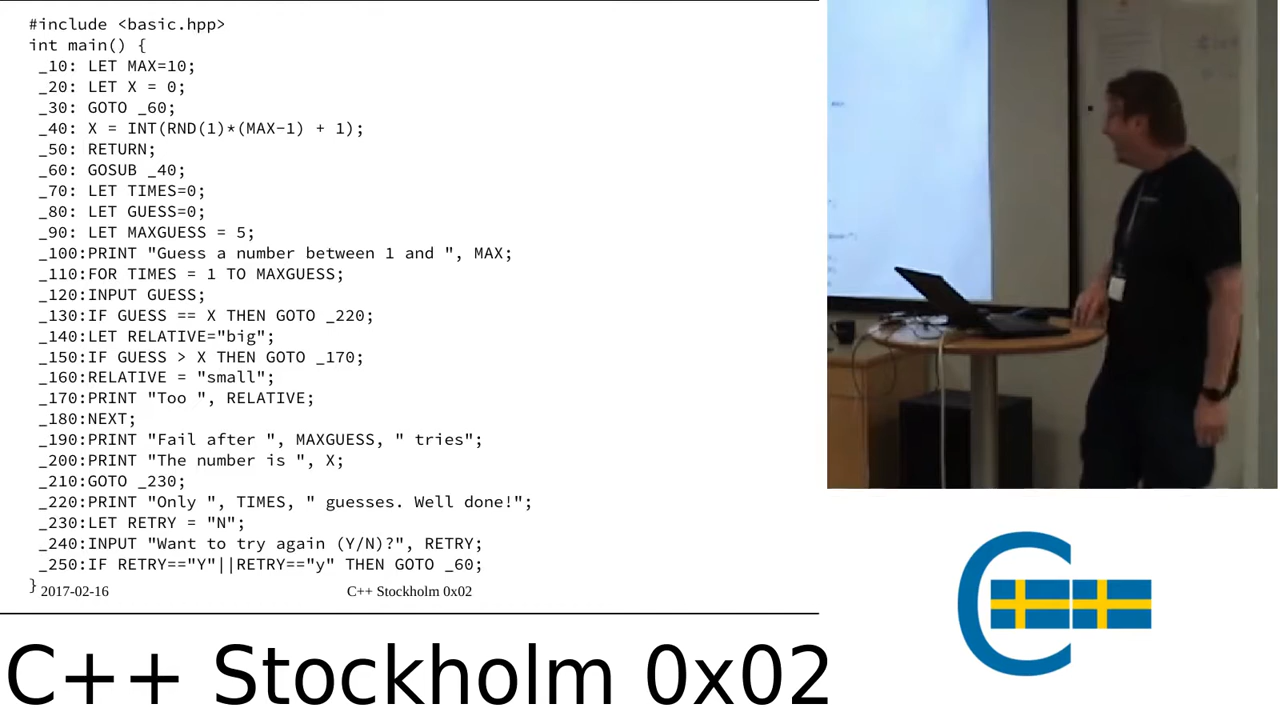 #include <basic.hpp>
int main() {
_10: LET MAX=10;
_20: LET X = 0;
_30: GOTO _60;
_40: X = INT(RND(1)*(MAX-1) + 1);
_50: RETURN;
_60: GOSUB _40;
_70: LET TIMES=0;
_80: LET GUESS=0;
_90: LET MAXGUESS = 5;
_100:PRINT "Guess a number between 1 and ", MAX;
_110:FOR TIMES = 1 TO MAXGUESS;
_120:INPUT GUESS;
_130:IF GUESS == X THEN GOTO _220;
_140:LET RELATIVE="big";
_150:IF GUESS > X THEN GOTO _170;
_160:RELATIVE = "small";
_170:PRINT "Too ", RELATIVE;
_180:NEXT;
_190:PRINT "Fail after ", MAXGUESS, " tries";
_200:PRINT "The number is ", X;
_210:GOTO _230;
_220:PRINT "Only ", TIMES, " guesses. Well done!";
_230:LET RETRY = "N";
_240:INPUT "Want to try again (Y/N)?", RETRY;
_250:IF RETRY=="Y"||RETRY=="y" THEN GOTO _60;
}
2017-02-16 C++ Stockholm 0x02
C++ Stockholm 0x02